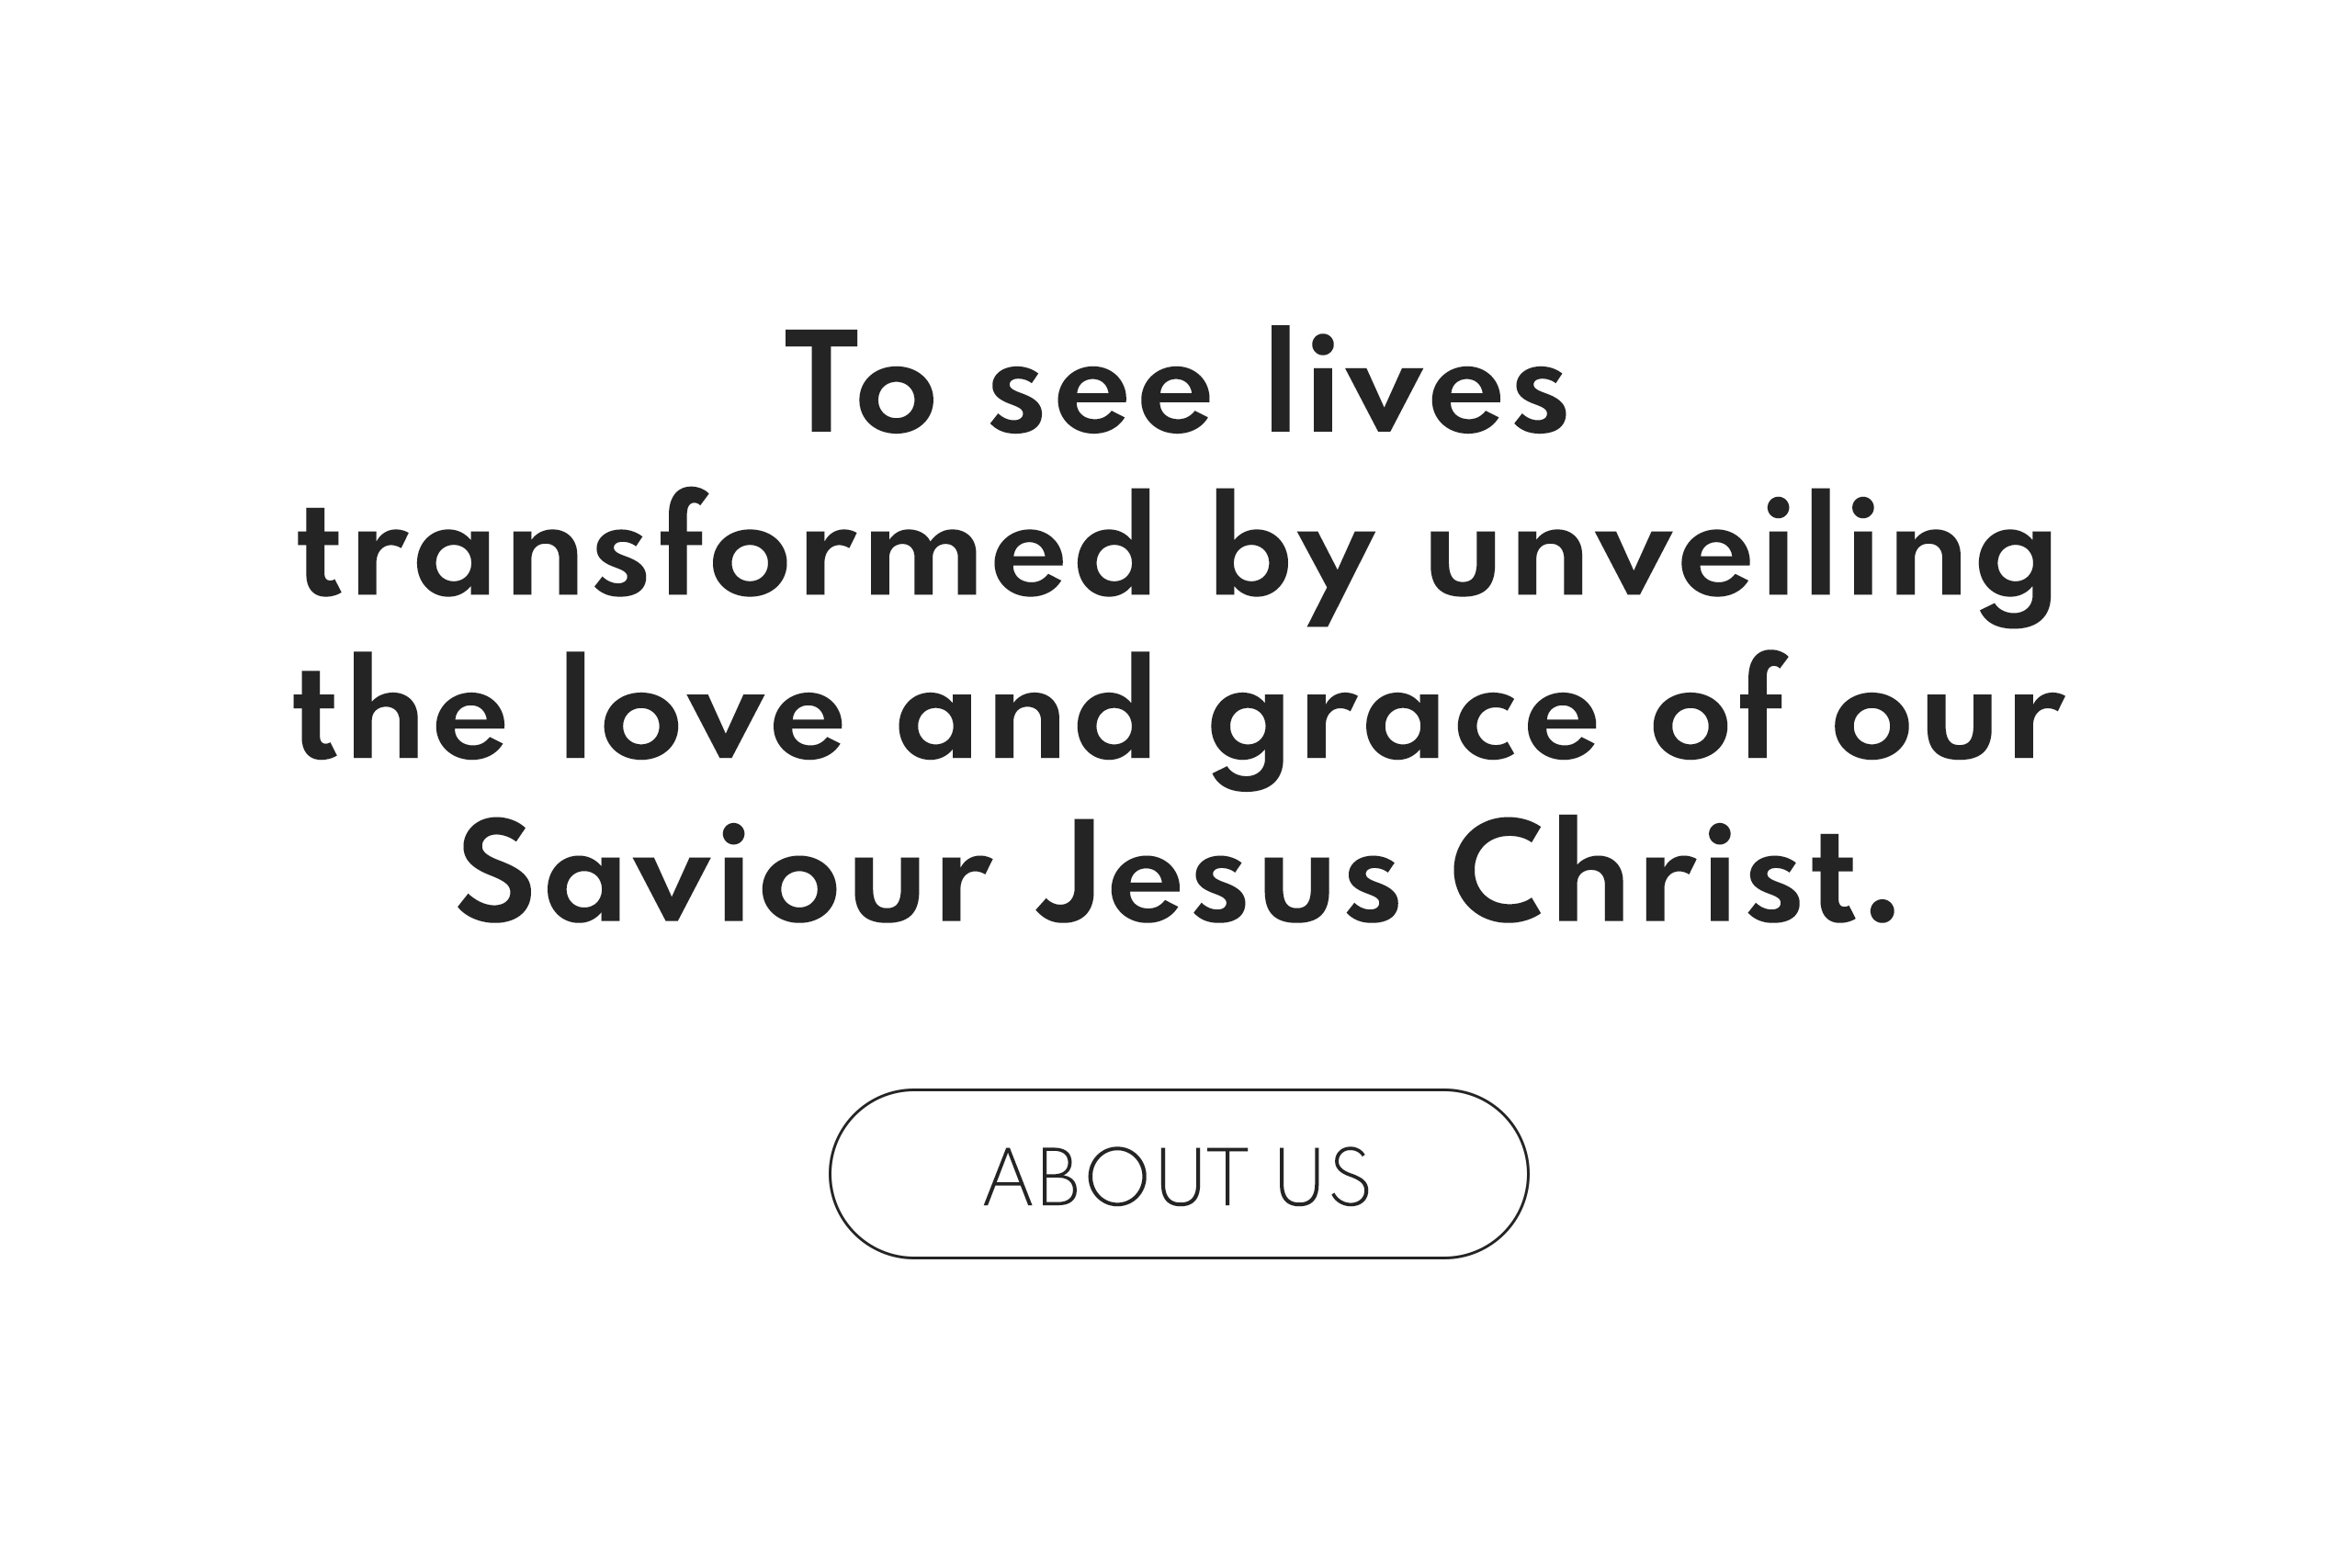 To see lives
transformed by unveiling
the love and grace of our
Saviour Jesus Christ.
ABOUT US